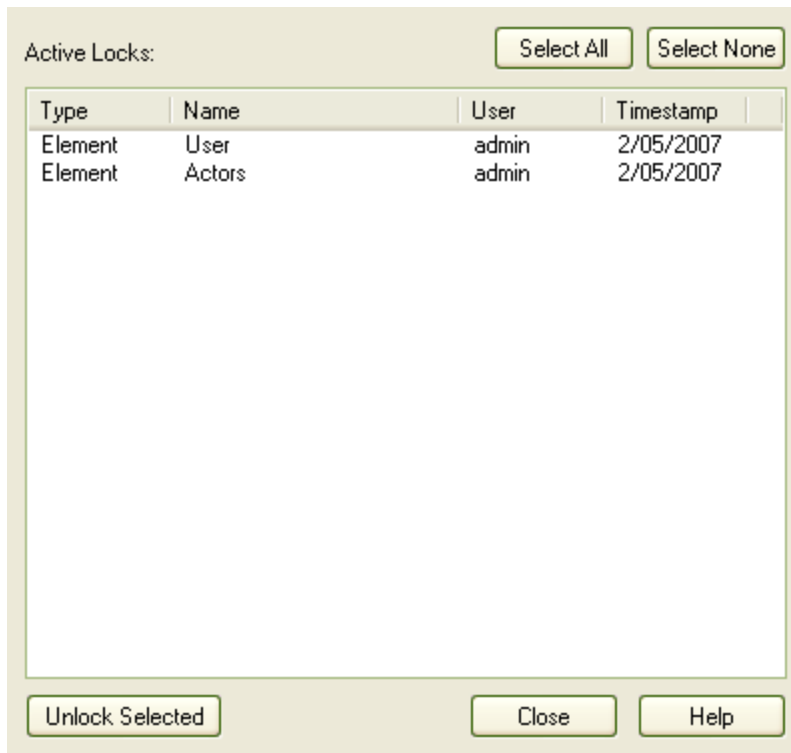 Active Locks: Select All Select None
Type Name User Timestamp
Element User admin 2/05/2007
Element Actors admin 2/05/2007
Unlock Selected Close Help